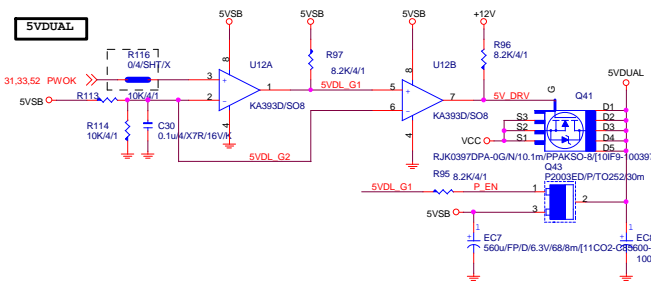 5VDUAL
5VSB
5VSB
+12V
R116
0/4/SHT/X
8
U12A
R97
8.2K/4/1
8
U12B
R96
8.2K/4/1
5VDUAL
31,33,52 PWOK
3
+
1
5VDL_G1
5
+
7
5V_DRV
G
Q41
5VSB
R113
10K/4/1
2
-
KA393D/SO8
6
-
KA393D/SO8
S3
S2
S1
D1
D2
D3
D4
D5
R114
10K/4/1
C30
0.1u/4/X7R/16V/K
4
4
VCC
5VDL_G2
RJK0397DPA-0G/N/10.1m/PPAKSO-8/[10IF9-100397
Q43
P2003ED/P/TO252/30m
R95
8.2K/4/1
5VDL_G1
P_EN
1
2
5VSB
3
1
EC7
560u/FP/D/6.3V/68/8m/[11CO2-C85600-
1
EC8
100